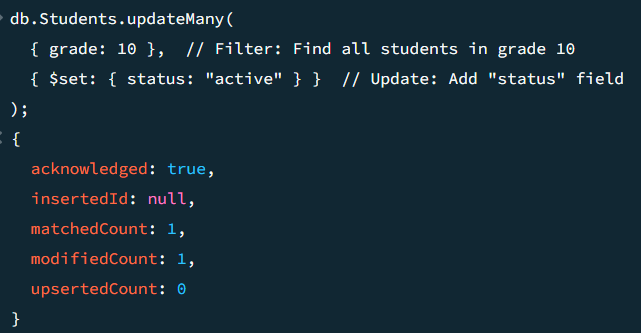 db.Students.updateMany(
{ grade: 10 },  // Filter: Find all students in grade 10
{ $set: { status: "active" } }  // Update: Add "status" field
);
{
acknowledged: true,
insertedId: null,
matchedCount: 1,
modifiedCount: 1,
upsertedCount: 0
}